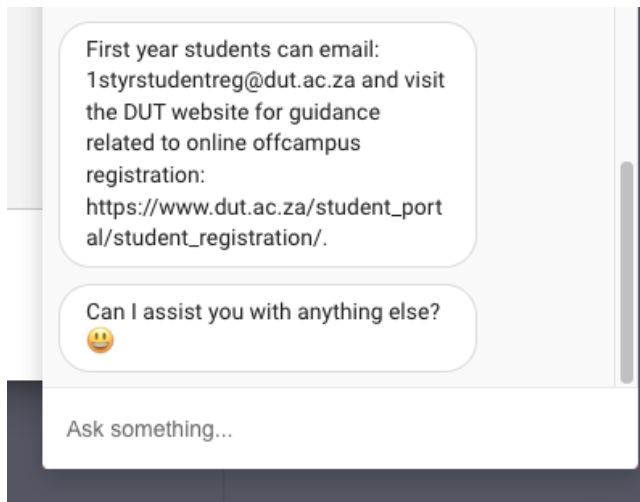 First year students can email:
1styrstudentreg@dut.ac.za and visit
the DUT website for guidance
related to online offcampus
registration:
https://www.dut.ac.za/student_port
al/student_registration/.
Can I assist you with anything else?
😃
Ask something...